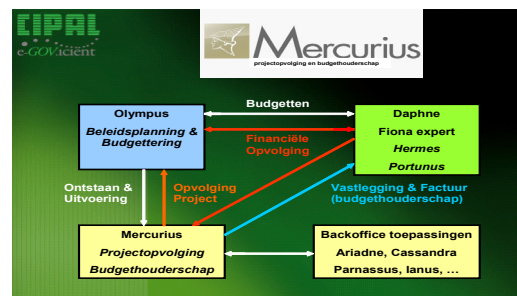 CIPAL
e-GOV.iciënt
Mercurius
projectopvolging en budgethouderschap
Olympus
Beleidsplanning &
Budgettering
Budgetten
Financiële
Opvolging
Daphne
Fiona expert
Hermes
Portunus
Ontstaan &
Uitvoering
Opvolging
Project
Vastlegging & Factuur
(budgethouderschap)
Mercurius
Projectopvolging
Budgethouderschap
Backoffice toepassingen
Ariadne, Cassandra
Parnassus, Ianus, …